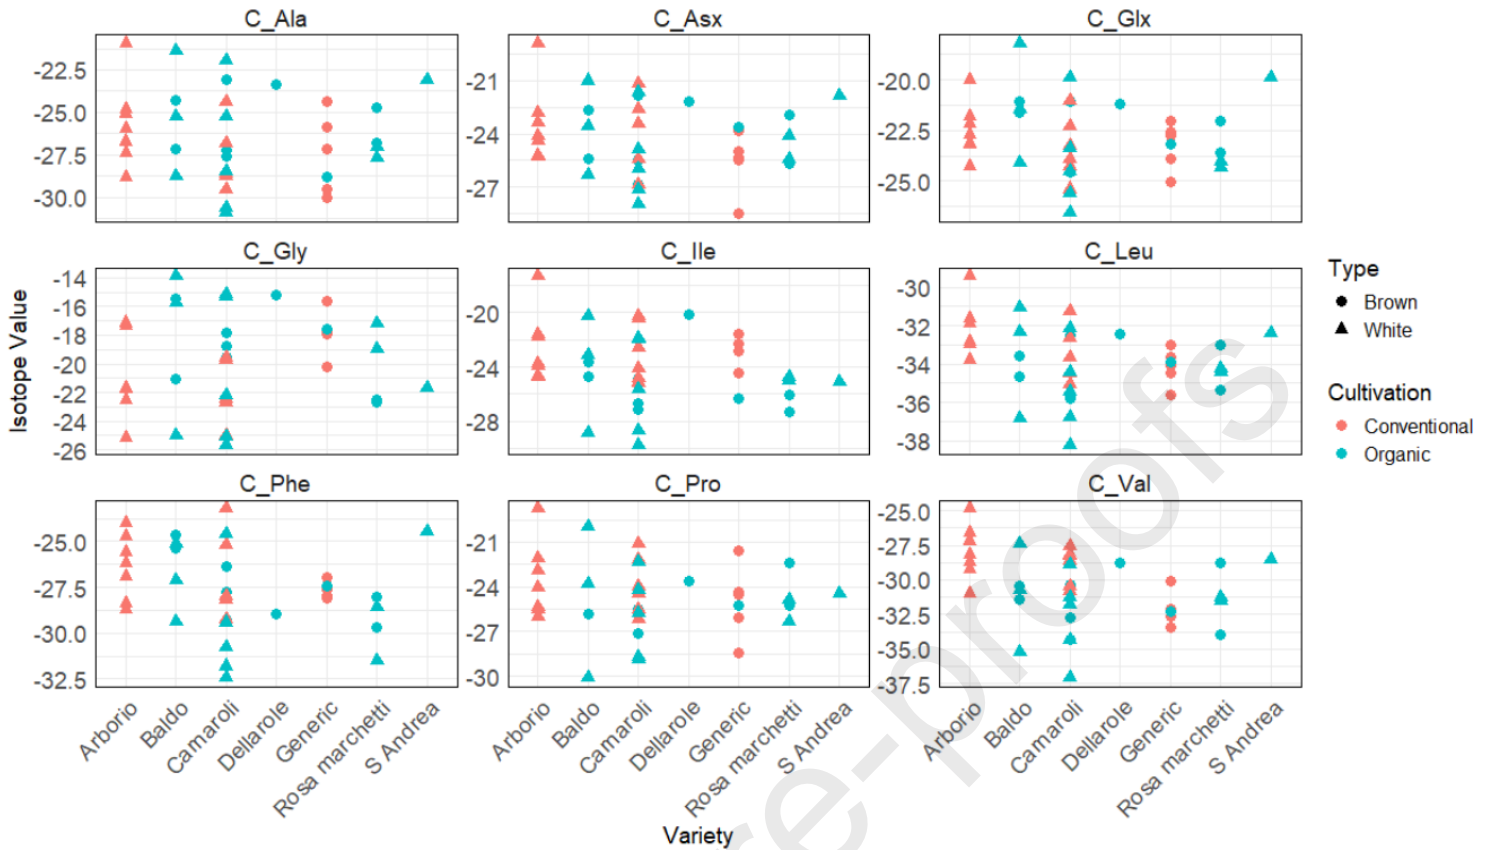 C_Ala C_Asx C_Glx
-22.5
-25.0
-27.5
-30.0
-21
-24
-27
-20.0
-22.5
-25.0
C_Gly C_Ile C_Leu
-14
-16
-18
-20
-22
-24
-26
-20
-24
-28
-30
-32
-34
-36
-38
C_Phe C_Pro C_Val
-25.0
-27.5
-30.0
-32.5
-21
-24
-27
-30
-25.0
-27.5
-30.0
-32.5
-35.0
-37.5
Isotope Value
Arborio Baldo Carnaroli Dellarole Generic Rosa marchetti S Andrea
Arborio Baldo Carnaroli Dellarole Generic Rosa marchetti S Andrea
Arborio Baldo Carnaroli Dellarole Generic Rosa marchetti S Andrea
Variety
Type
Brown
White
Cultivation
Conventional
Organic
re-proofs